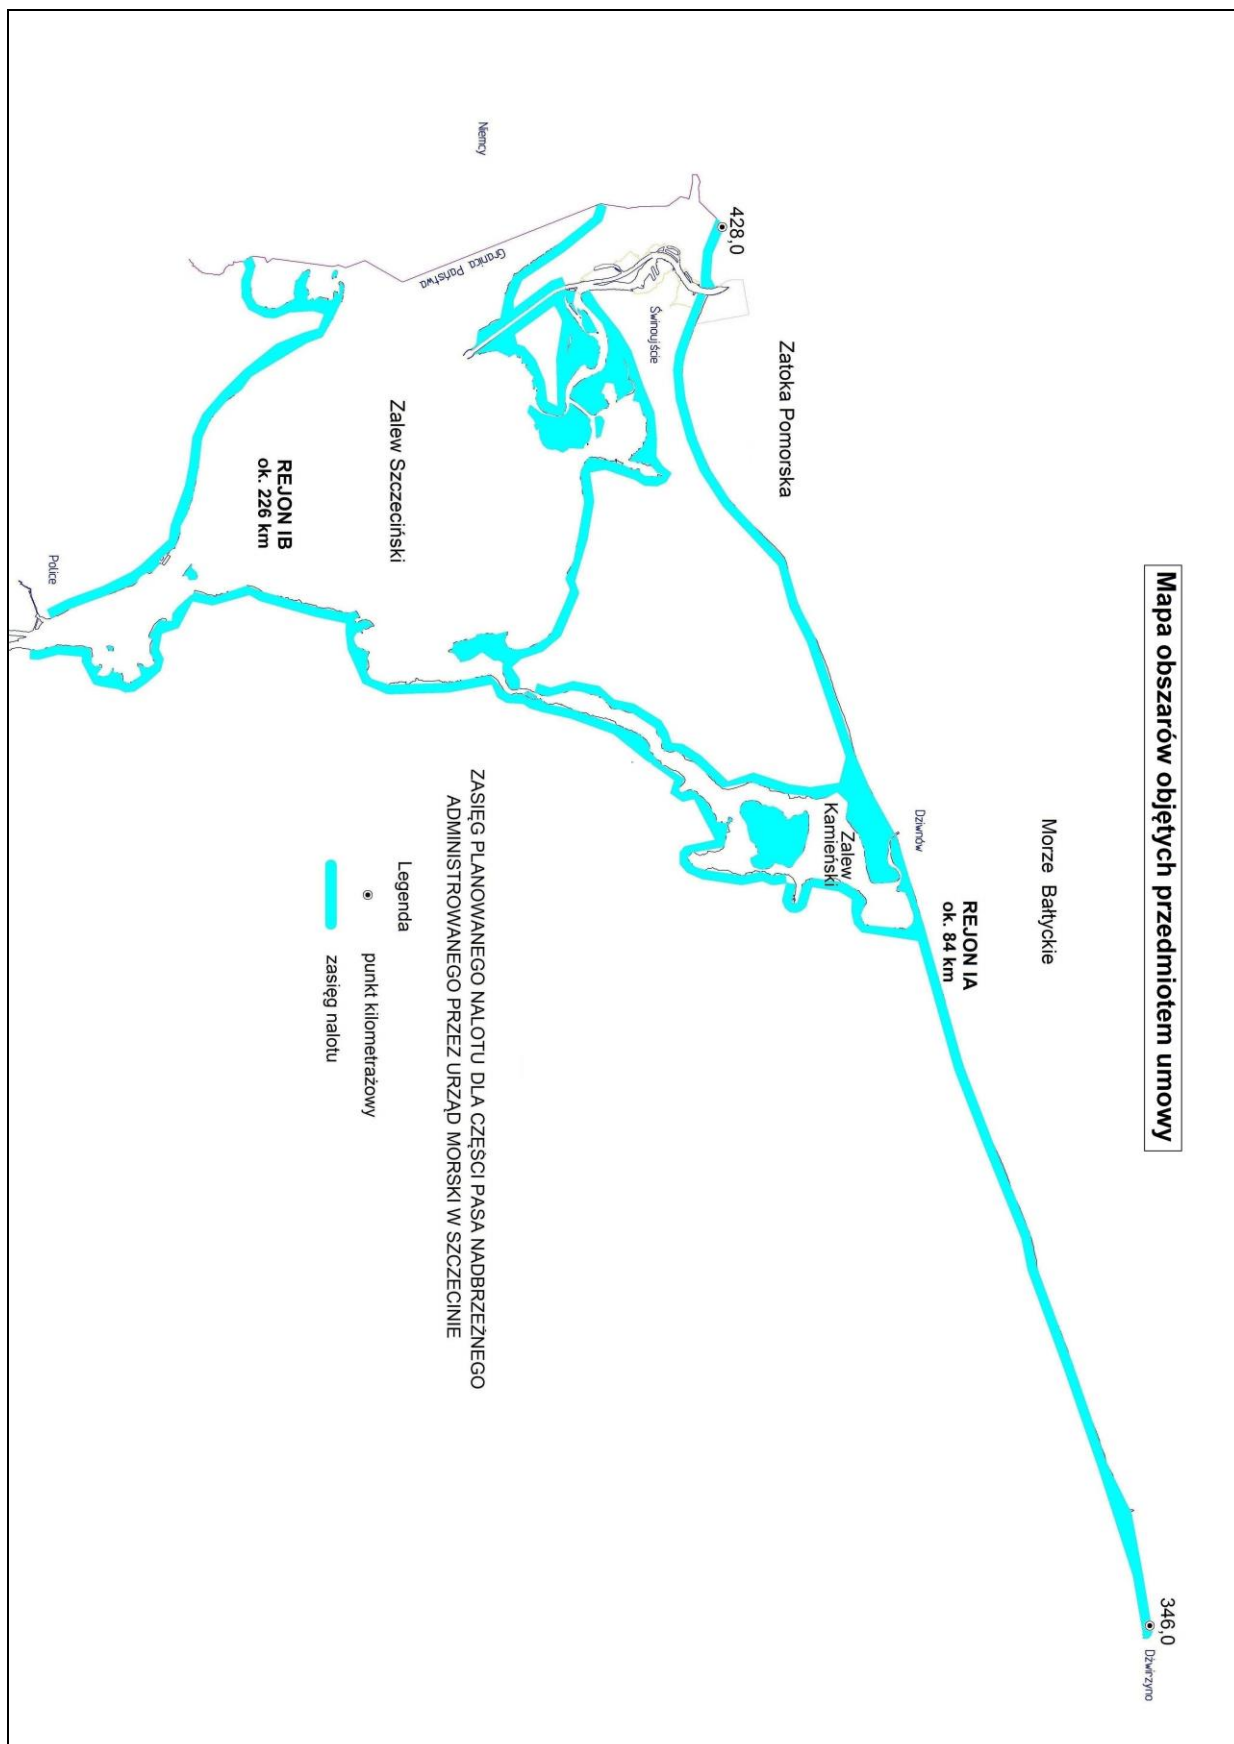 Mapa obszarów objętych przedmiotem umowy
346,0
Dźwirzyno
Morze Bałtyckie
REJON IA
ok. 84 km
Dziwnów
Zatoka Pomorska
428,0
Zalew
Kamieński
Świnoujście
Niemcy
Granica Państwa
Zalew Szczeciński
REJON IB
ok. 226 km
Police
ZASIĘG PLANOWANEGO NALOTU DLA CZĘŚCI PASA NADBRZEŻNEGO
ADMINISTROWANEGO PRZEZ URZĄD MORSKI W SZCZECINIE
Legenda
punkt kilometrażowy
zasięg nalotu